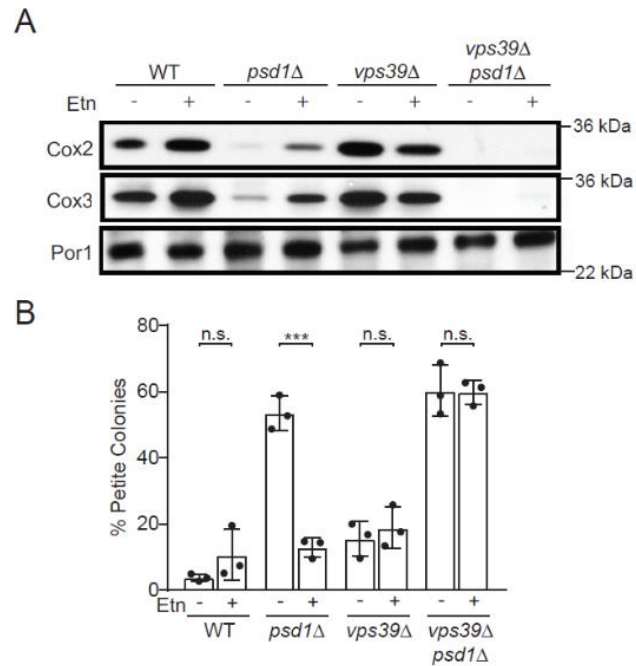 A
WT psd1Δ vps39Δ vps39Δ psd1Δ
Etn - + - + - + - +
Cox2 36 kDa
Cox3 36 kDa
Por1 22 kDa
B
80
60
40
20
0
% Petite Colonies
n.s. *** n.s. n.s.
Etn - + - + - + - +
WT psd1Δ vps39Δ vps39Δ
psd1Δ